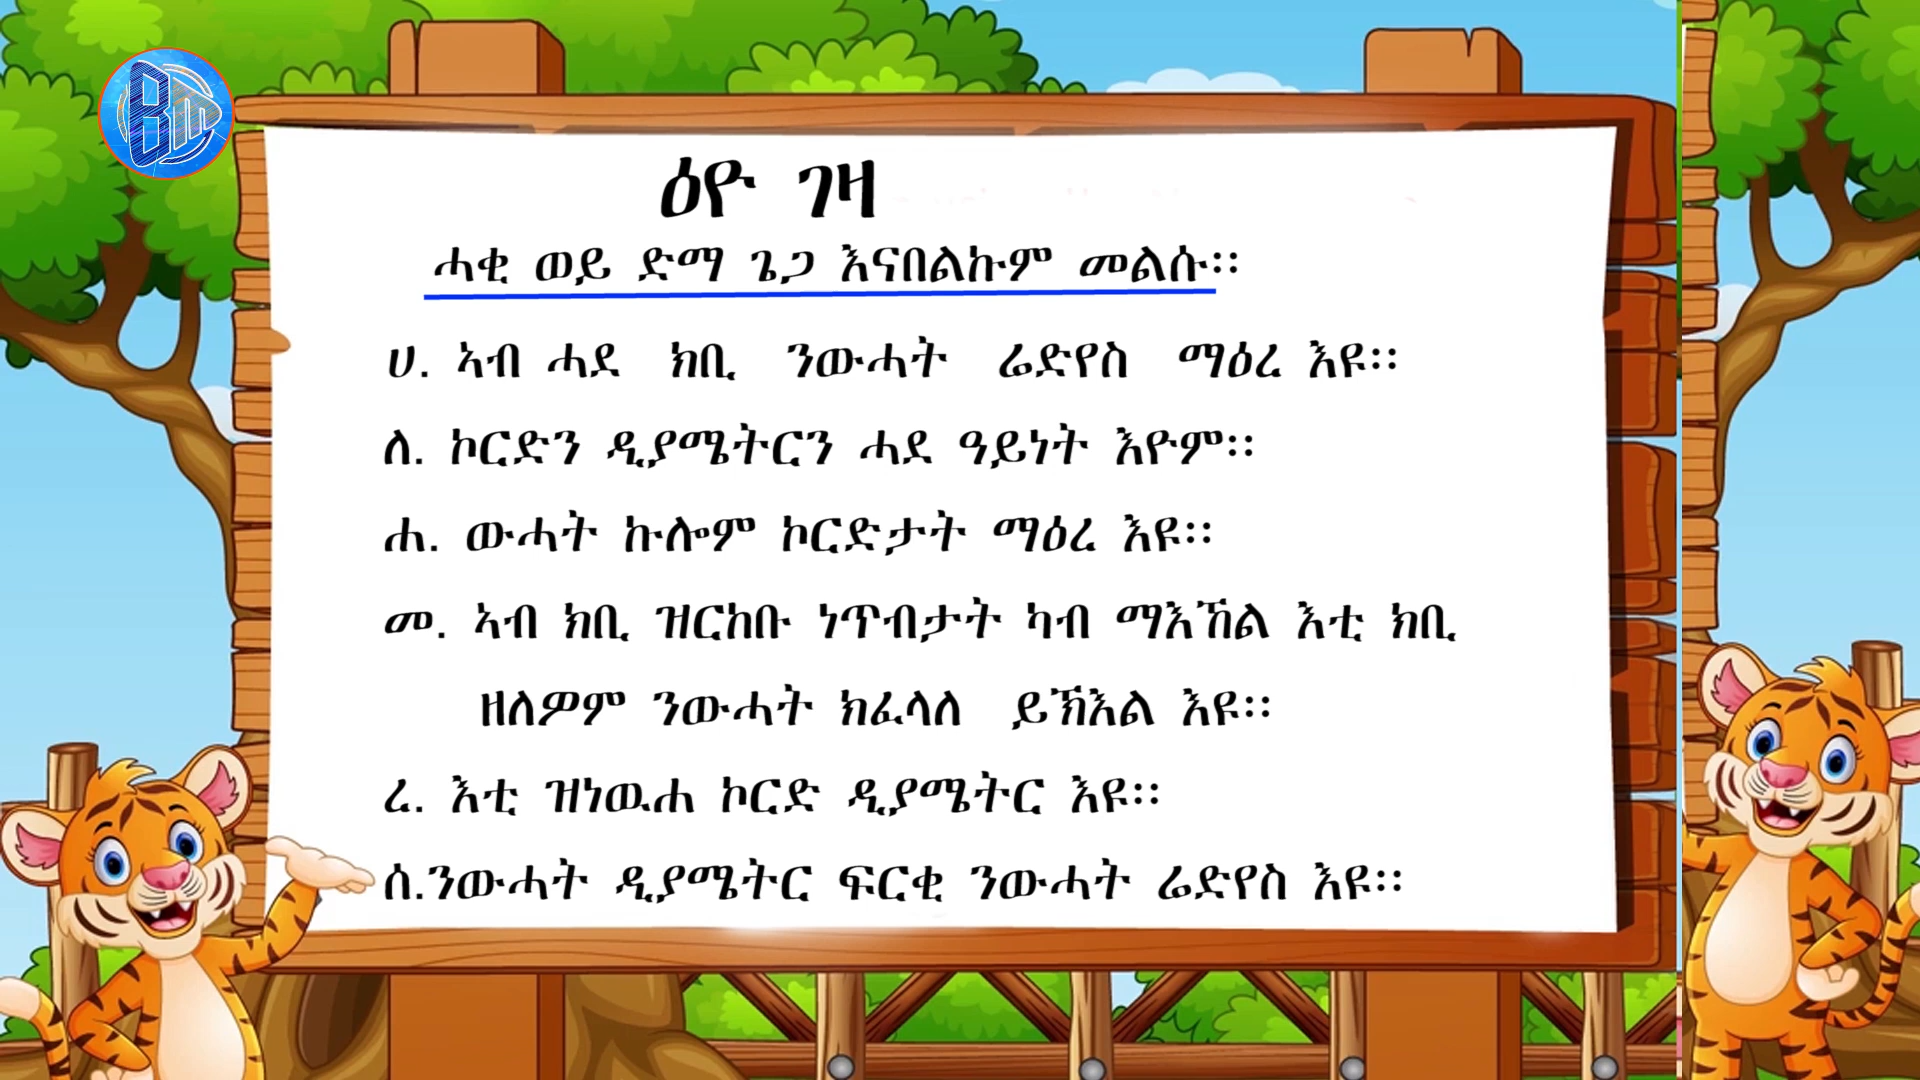 ዕዮ ገዛ
ሓቂ ወይ ድማ ጌጋ እናበልኩም መልሱ፡፡
ሀ. ኣብ ሓደ ክቢ ንውሓት ሬድየስ ማዕረ እዩ፡፡
ለ. ኮርድን ዲያሜትርን ሓደ ዓይነት እዮም፡፡
ሐ. ውሓት ኩሎም ኮርድታት ማዕረ እዩ፡፡
መ. ኣብ ክቢ ዝርከቡ ነጥብታት ካብ ማእኸል እቲ ክቢ
ዘለዎም ንውሓት ክፈላለ ይኽእል እዩ፡፡
ረ. እቲ ዝነዉሐ ኮርድ ዲያሜትር እዩ፡፡
ሰ.ንውሓት ዲያሜትር ፍርቂ ንውሓት ሬድየስ እዩ፡፡